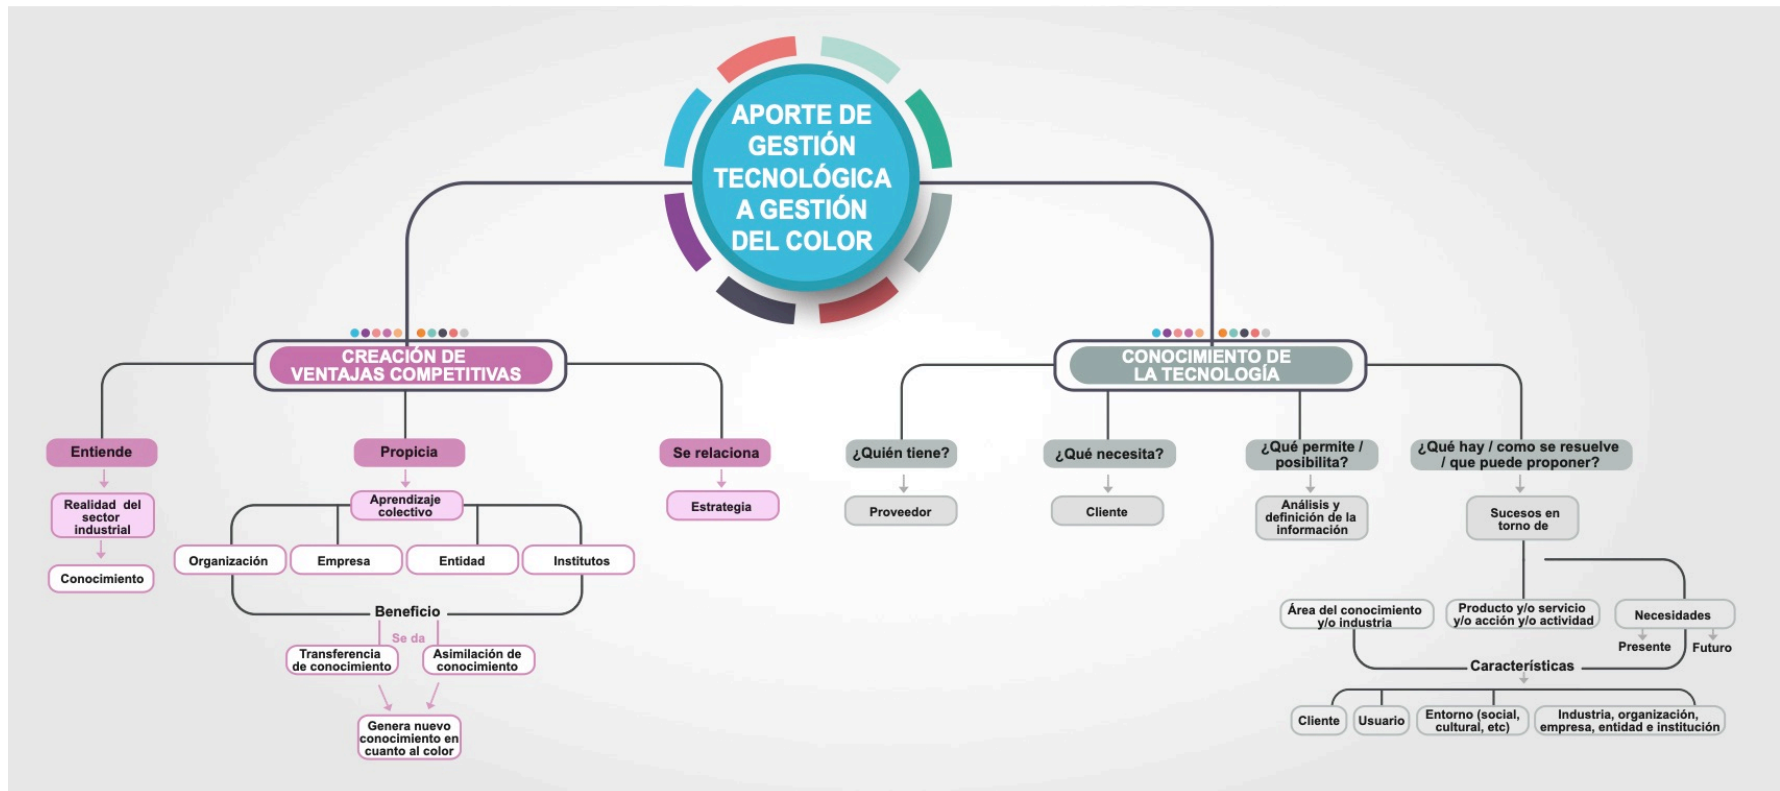 APORTE DE
GESTIÓN
TECNOLÓGICA
A GESTIÓN
DEL COLOR
CREACIÓN DE
VENTAJAS COMPETITIVAS
Entiende
Realidad del
sector
industrial
Conocimiento
Propicia
Aprendizaje
colectivo
Organización
Empresa
Entidad
Institutos
Beneficio
Se da
Transferencia
de conocimiento
Asimilación de
conocimiento
Genera nuevo
conocimiento en
cuanto al color
Se relaciona
Estrategia
CONOCIMIENTO DE
LA TECNOLOGÍA
¿Quién tiene?
Proveedor
¿Qué necesita?
Cliente
¿Qué permite /
posibilita?
Análisis y
definición de la
información
¿Qué hay / como se resuelve
/ que puede proponer?
Sucesos en
torno de
Área del conocimiento
y/o industria
Producto y/o servicio
y/o acción y/o actividad
Necesidades
Presente
Futuro
Características
Cliente
Usuario
Entorno (social,
cultural, etc)
Industria, organización,
empresa, entidad e institución